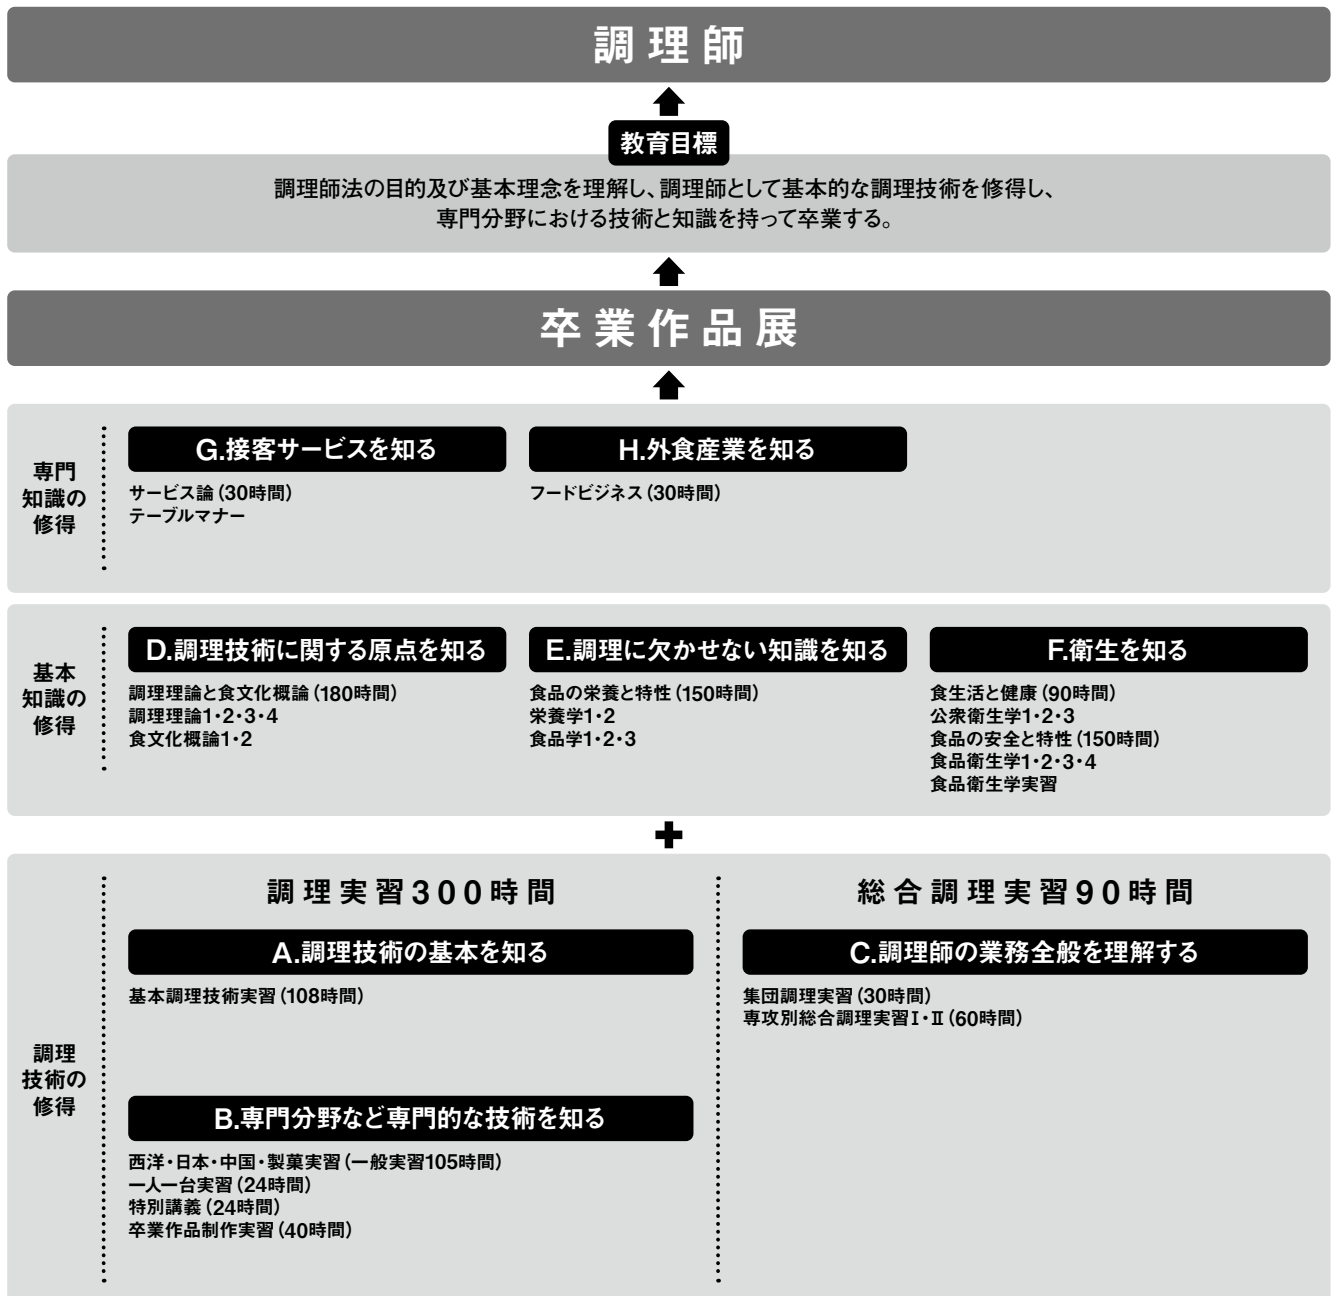 調理師
教育目標
調理師法の目的及び基本理念を理解し、調理師として基本的な調理技術を修得し、
専門分野における技術と知識を持って卒業する。
卒業作品展
専門
知識の
修得
G.接客サービスを知る
サービス論（30時間）
テーブルマナー
H.外食産業を知る
フードビジネス（30時間）
基本
知識の
修得
D.調理技術に関する原点を知る
調理理論と食文化概論（180時間）
調理理論1・2・3・4
食文化概論1・2
E.調理に欠かせない知識を知る
食品の栄養と特性（150時間）
栄養学1・2
食品学1・2・3
F.衛生を知る
食生活と健康（90時間）
公衆衛生学1・2・3
食品の安全と特性（150時間）
食品衛生学1・2・3・4
食品衛生学実習
調理
技術の
修得
調理実習300時間
A.調理技術の基本を知る
基本調理技術実習（108時間）
B.専門分野など専門的な技術を知る
西洋・日本・中国・製菓実習（一般実習105時間）
一人一台実習（24時間）
特別講義（24時間）
卒業作品制作実習（40時間）
総合調理実習90時間
C.調理師の業務全般を理解する
集団調理実習（30時間）
専攻別総合調理実習Ⅰ・Ⅱ（60時間）